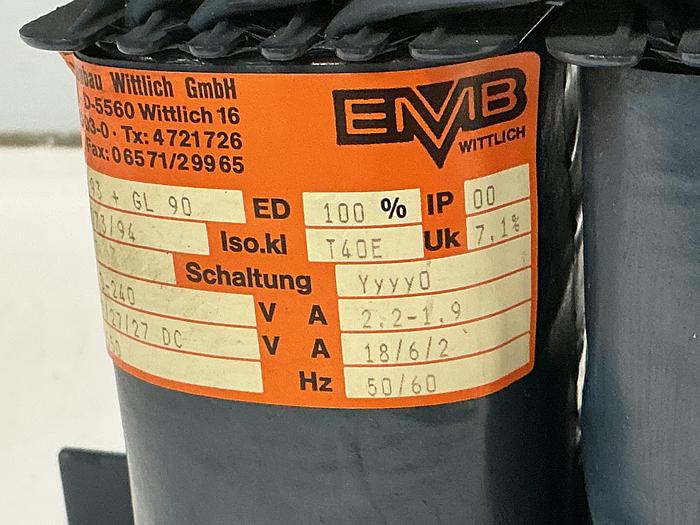 bau Wittlich GmbH
D-5560 Wittlich 16
03-0 · Tx: 4721726
Fax: 06571/29965
EMB
WITTLICH
93 + GL 90 ED 100 % IP 00
03/94 Iso.kl T40E Uk 7,1%
Schaltung Yyyy0
-240 V A 2.2-1.9
/27/27 DC V A 18/6/2
Hz 50/60